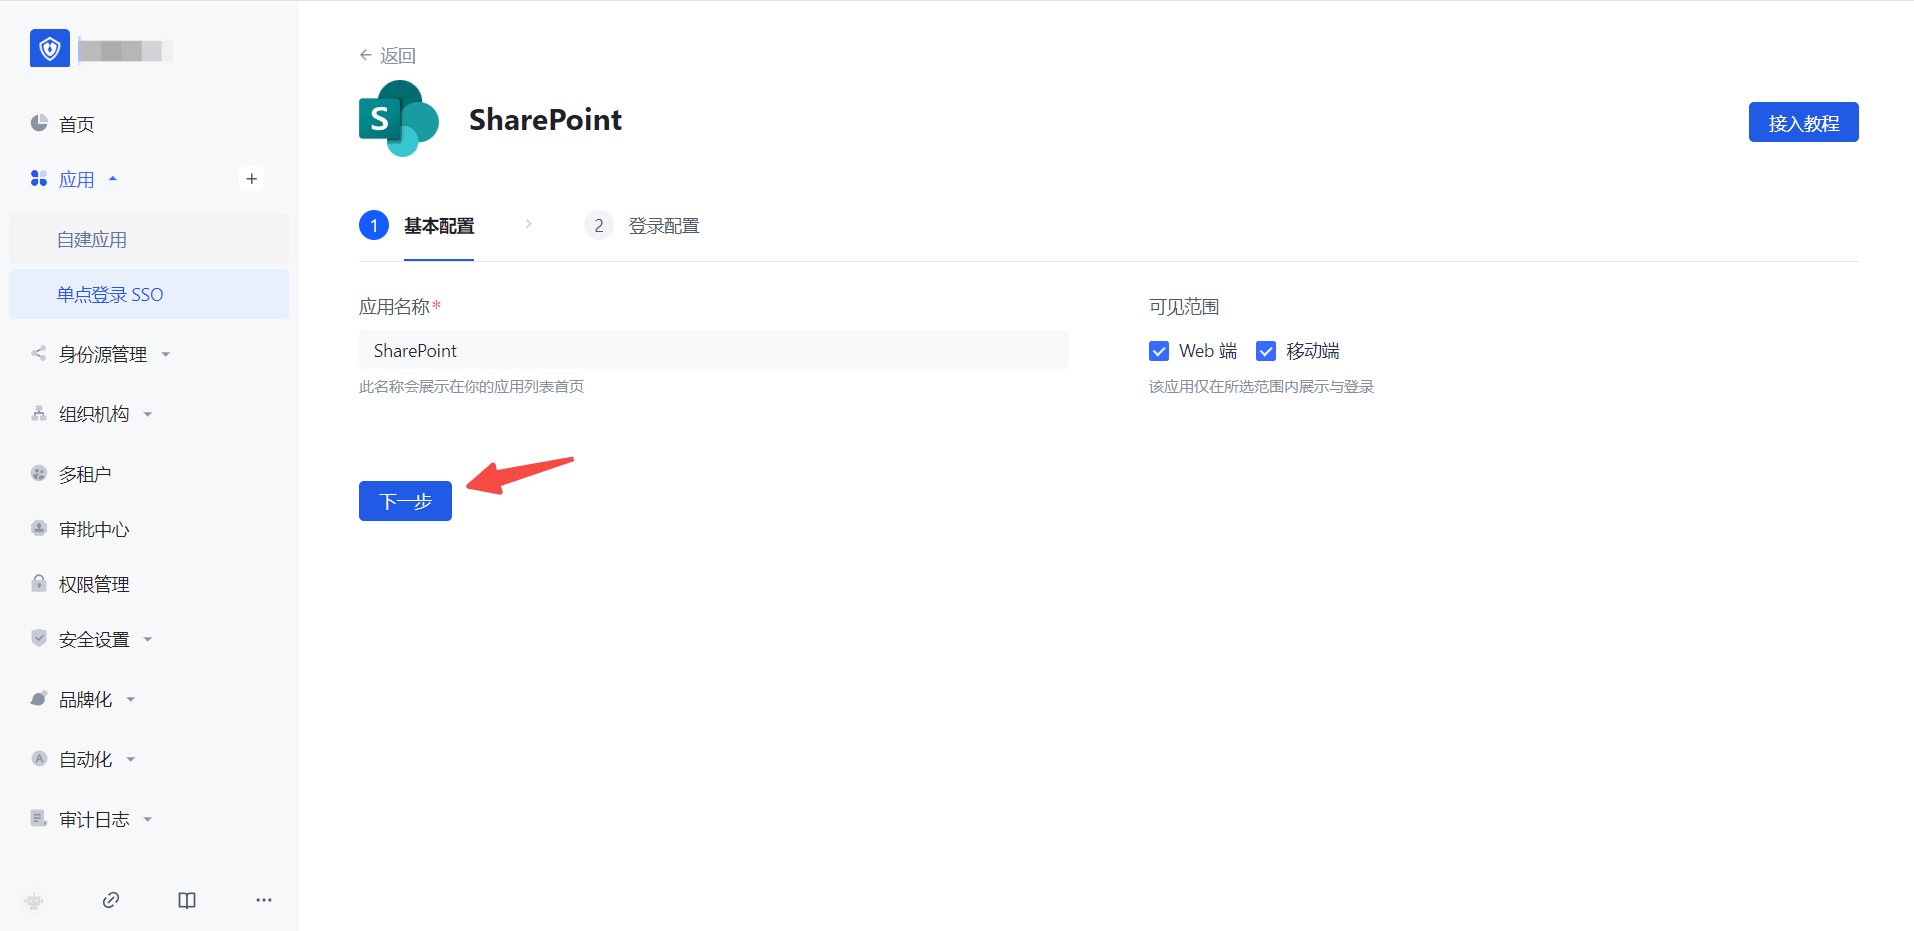 首页
应用
自建应用
单点登录 SSO
身份源管理
组织机构
多租户
审批中心
权限管理
安全设置
品牌化
自动化
审计日志
返回
S SharePoint
接入教程
1 基本配置
2 登录配置
应用名称*
SharePoint
此名称会展示在你的应用列表首页
可见范围
Web 端 移动端
该应用仅在所选范围内展示与登录
下一步